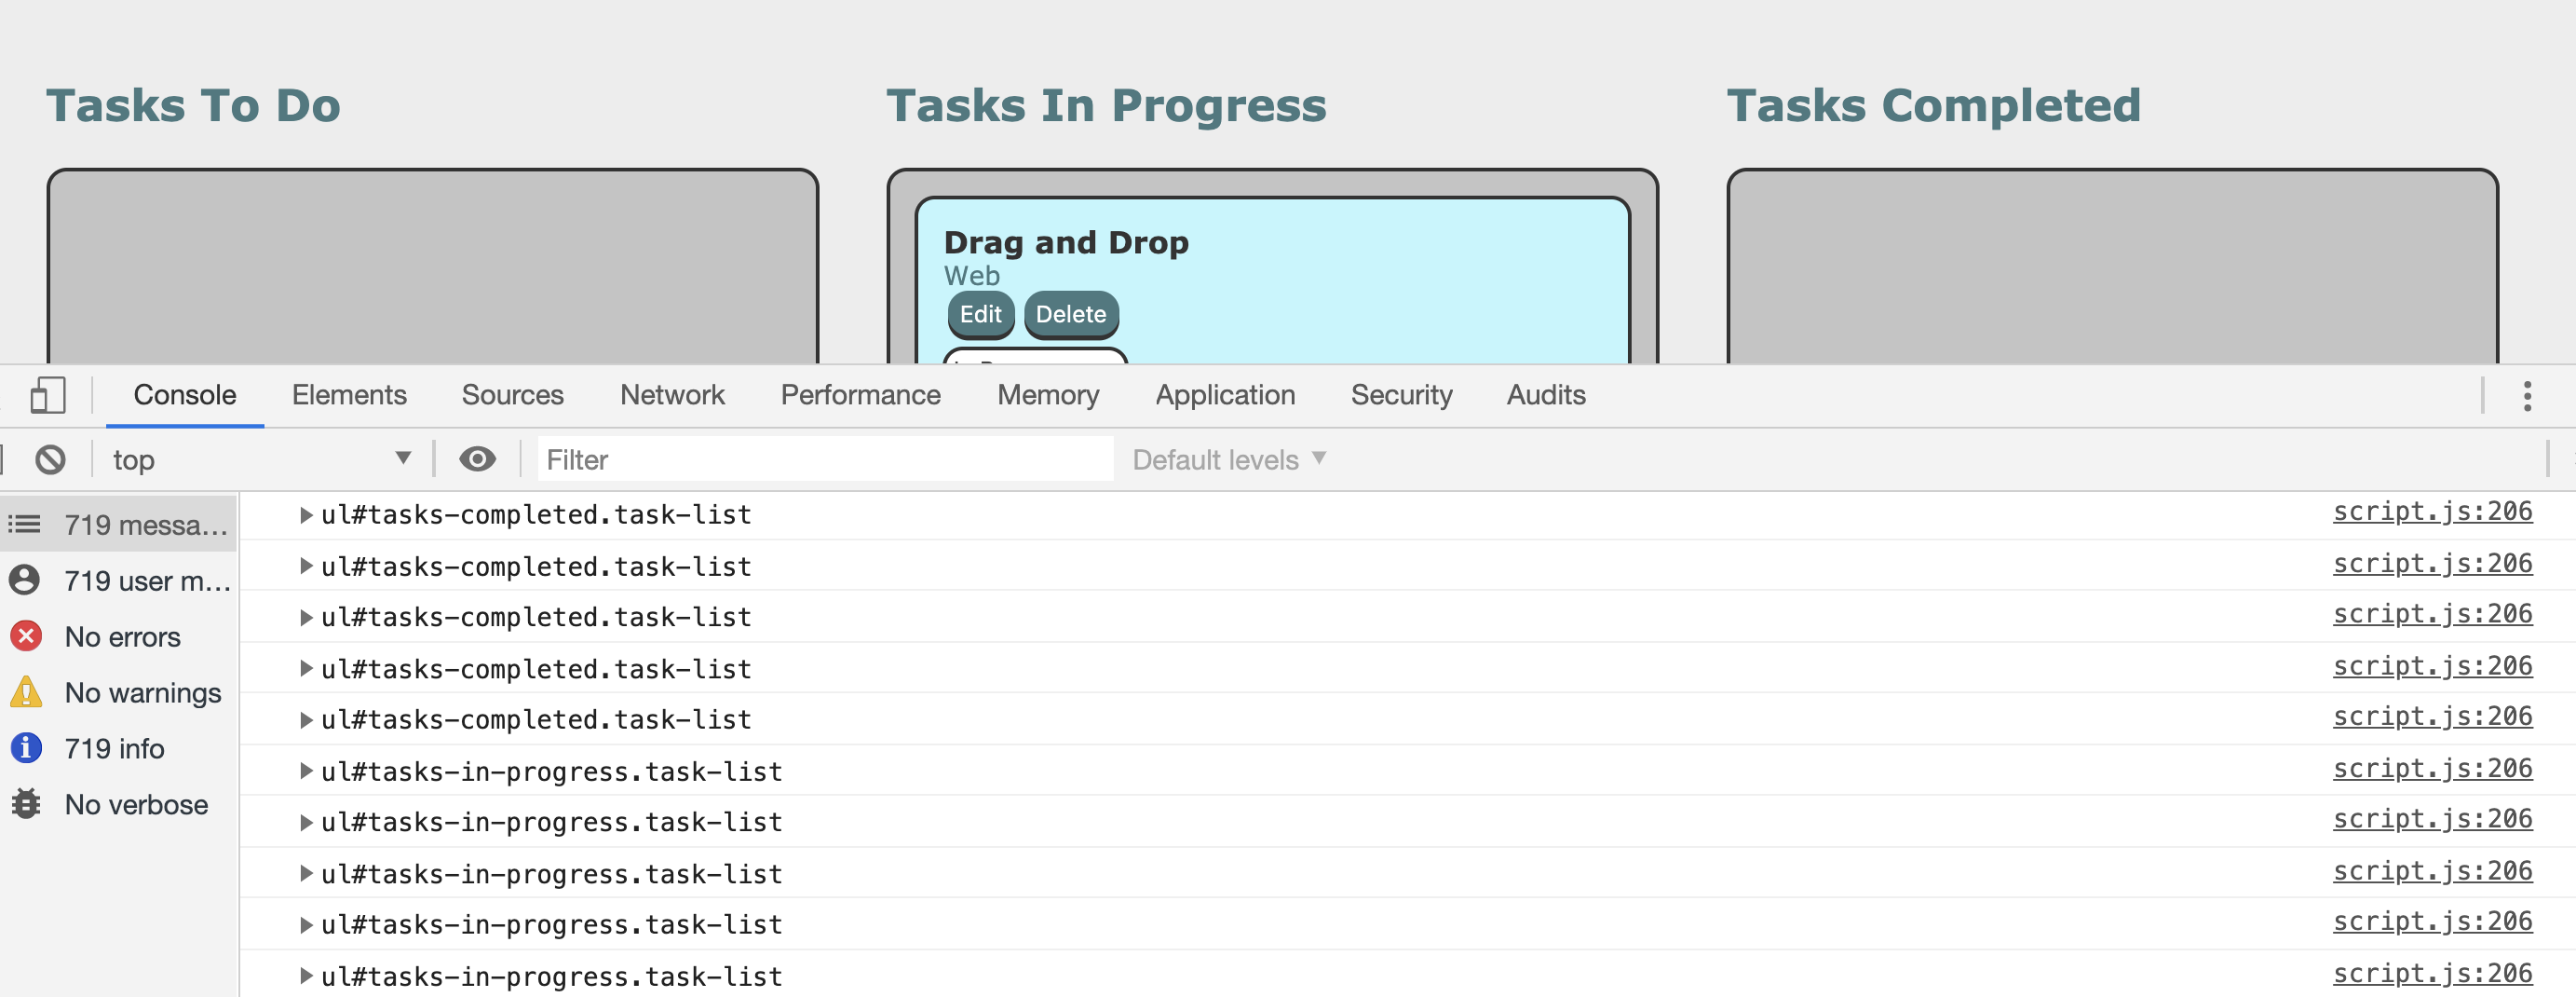 Tasks To Do
Tasks In Progress
Tasks Completed
Drag and Drop
Web
Edit Delete
Console Elements Sources Network Performance Memory Application Security Audits
top Filter Default levels
719 messa…
719 user m…
No errors
No warnings
719 info
No verbose
ul#tasks-completed.task-list script.js:206
ul#tasks-completed.task-list script.js:206
ul#tasks-completed.task-list script.js:206
ul#tasks-completed.task-list script.js:206
ul#tasks-completed.task-list script.js:206
ul#tasks-in-progress.task-list script.js:206
ul#tasks-in-progress.task-list script.js:206
ul#tasks-in-progress.task-list script.js:206
ul#tasks-in-progress.task-list script.js:206
ul#tasks-in-progress.task-list script.js:206